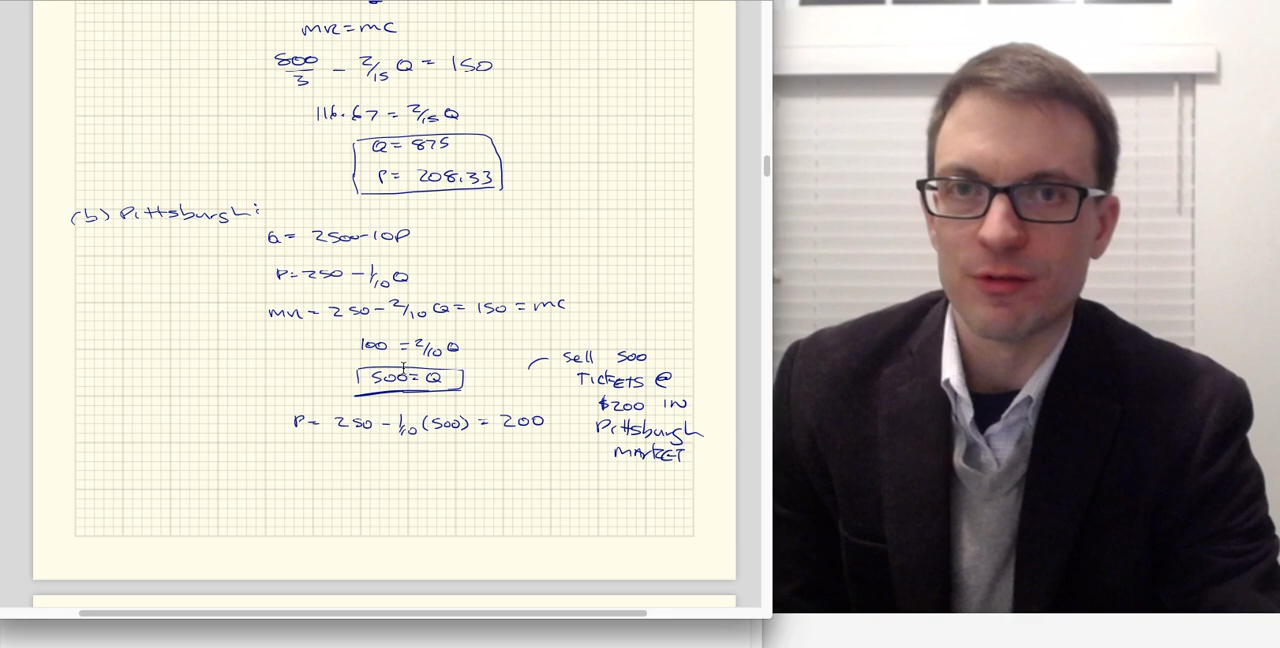 MR = MC
800/3 - 2/15 Q = 150
116.67 = 2/15 Q
Q = 875
P = 208.33
(b) Pittsburgh:
Q = 2500-10P
P = 250 - 1/10 Q
MR = 250 - 2/10 Q = 150 = MC
100 = 2/10 Q
500 = Q
P = 250 - 1/10 (500) = 200
Sell 500
Tickets @
$200 IN
Pittsburgh
MARKET